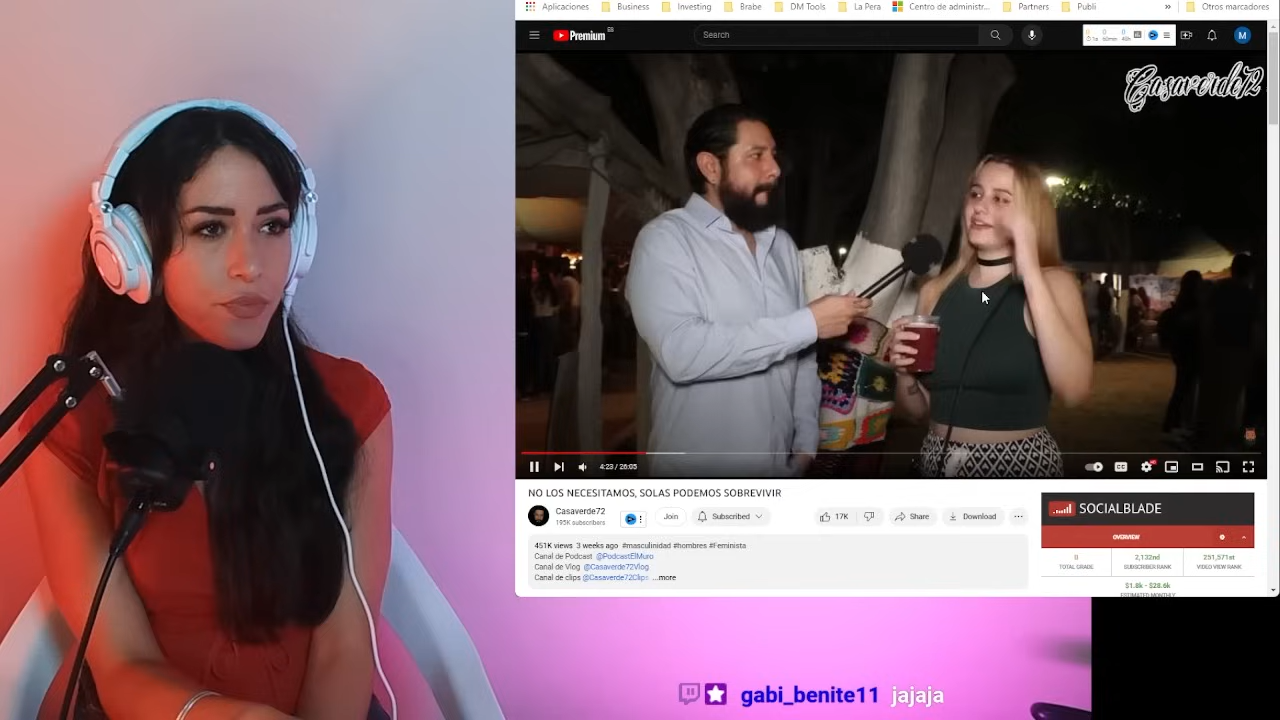 Aplicaciones Business Investing Brabe DM Tools La Pera Centro de administr... Partners Publi » Otros marcadores
Premium Search M
Casaverde72
4:23 / 26:05
NO LOS NECESITAMOS, SOLAS PODEMOS SOBREVIVIR
Casaverde72
195K subscribers
Join Subscribed 17K Share Download ...
451K views 3 weeks ago #masculinidad #hombres #Feminista
Canal de Podcast @PodcastElMuro
Canal de Vlog @Casaverde72Vlog
Canal de clips @Casaverde72Clips ...more
SOCIALBLADE
OVERVIEW
2,132nd 251,571st
TOTAL GRADE SUBSCRIBER RANK VIDEO VIEW RANK
$1.8k - $28.6k
ESTIMATED MONTHLY
gabi_benite11 jajaja